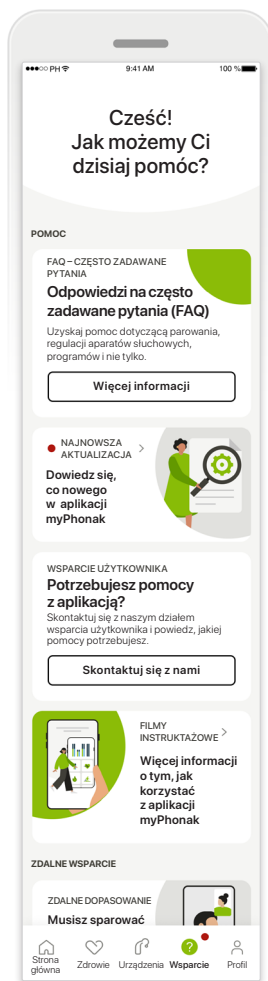 PH
9:41 AM
100 %
Cześć!
Jak możemy Ci
dzisiaj pomóc?
POMOC
FAQ – CZĘSTO ZADAWANE
PYTANIA
Odpowiedzi na często
zadawane pytania (FAQ)
Uzyskaj pomoc dotyczącą parowania,
regulacji aparatów słuchowych,
programów i nie tylko.
Więcej informacji
NAJNOWSZA
AKTUALIZACJA
Dowiedz się,
co nowego
w aplikacji
myPhonak
WSPARCIE UŻYTKOWNIKA
Potrzebujesz pomocy
z aplikacją?
Skontaktuj się z naszym działem
wsparcia użytkownika i powiedz, jakiej
pomocy potrzebujesz.
Skontaktuj się z nami
FILMY
INSTRUKTAŻOWE
Więcej informacji
o tym, jak
korzystać
z aplikacji
myPhonak
ZDALNE WSPARCIE
ZDALNE DOPASOWANIE
Musisz sparować
Strona
główna
Zdrowie
Urządzenia
Wsparcie
Profil